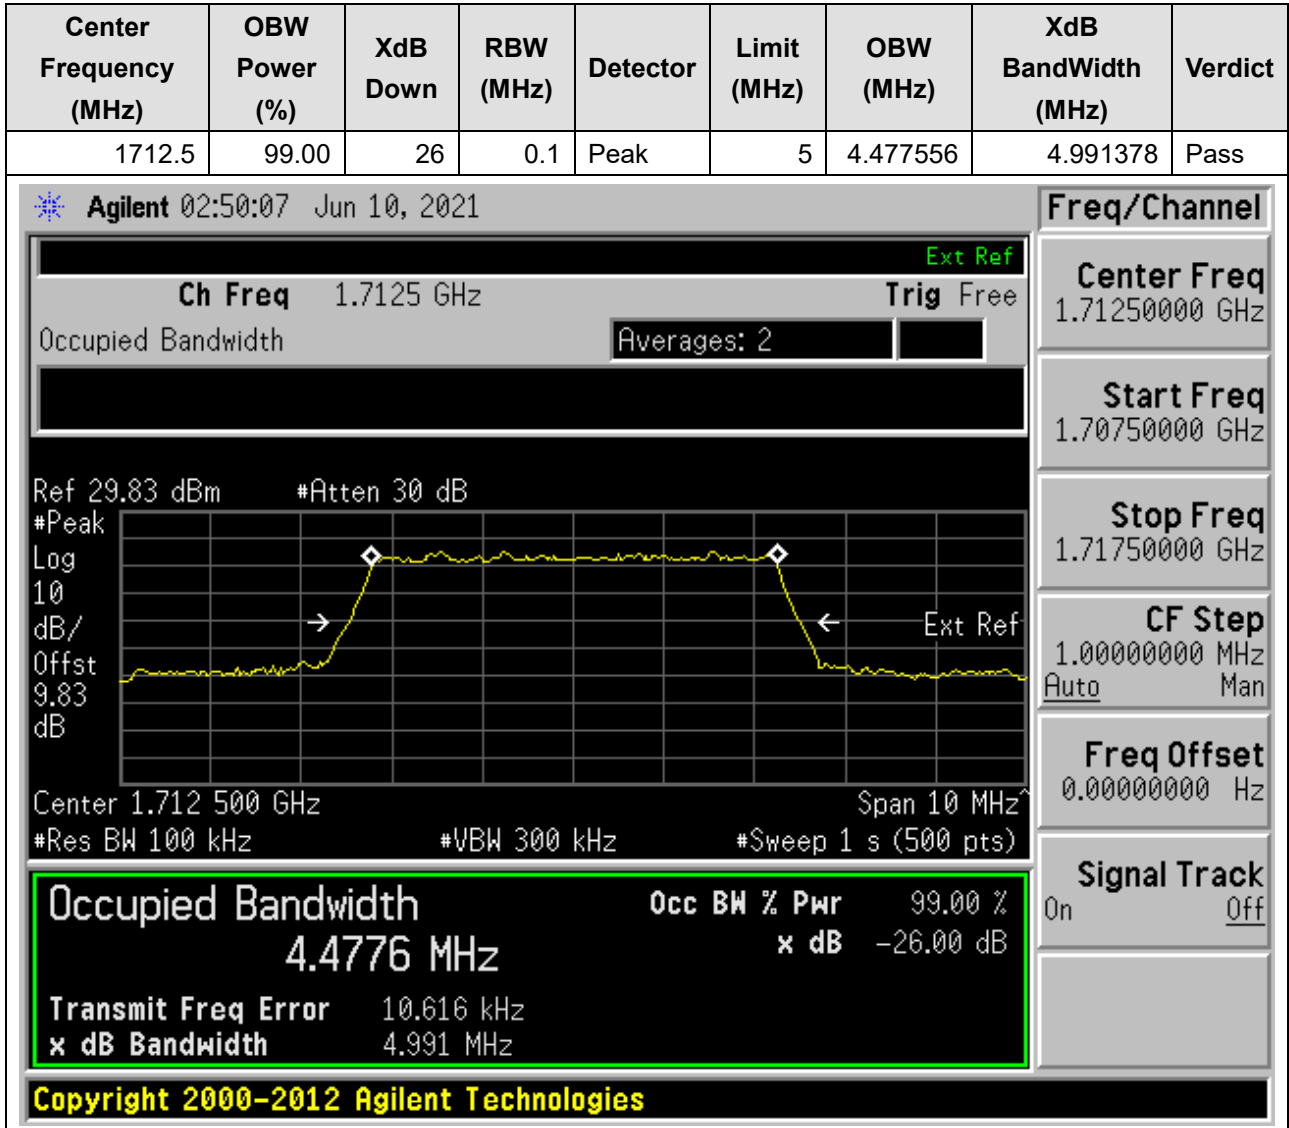 Center Frequency (MHz) OBW Power (%) XdB Down RBW (MHz) Detector Limit (MHz) OBW (MHz) XdB BandWidth (MHz) Verdict
1712.5 99.00 26 0.1 Peak 5 4.477556 4.991378 Pass
Agilent 02:50:07 Jun 10, 2021
Ext Ref
Ch Freq 1.7125 GHz Trig Free
Occupied Bandwidth Averages: 2
Ref 29.83 dBm #Atten 30 dB
#Peak
Log
10
dB/
Offst
9.83
dB
Ext Ref
Center 1.712 500 GHz Span 10 MHz^
#Res BW 100 kHz #VBW 300 kHz #Sweep 1 s (500 pts)
Occupied Bandwidth Occ BW % Pwr 99.00 %
4.4776 MHz x dB -26.00 dB
Transmit Freq Error 10.616 kHz
x dB Bandwidth 4.991 MHz
Copyright 2000-2012 Agilent Technologies
Freq/Channel
Center Freq
1.71250000 GHz
Start Freq
1.70750000 GHz
Stop Freq
1.71750000 GHz
CF Step
1.00000000 MHz
Auto Man
Freq Offset
0.00000000 Hz
Signal Track
On Off